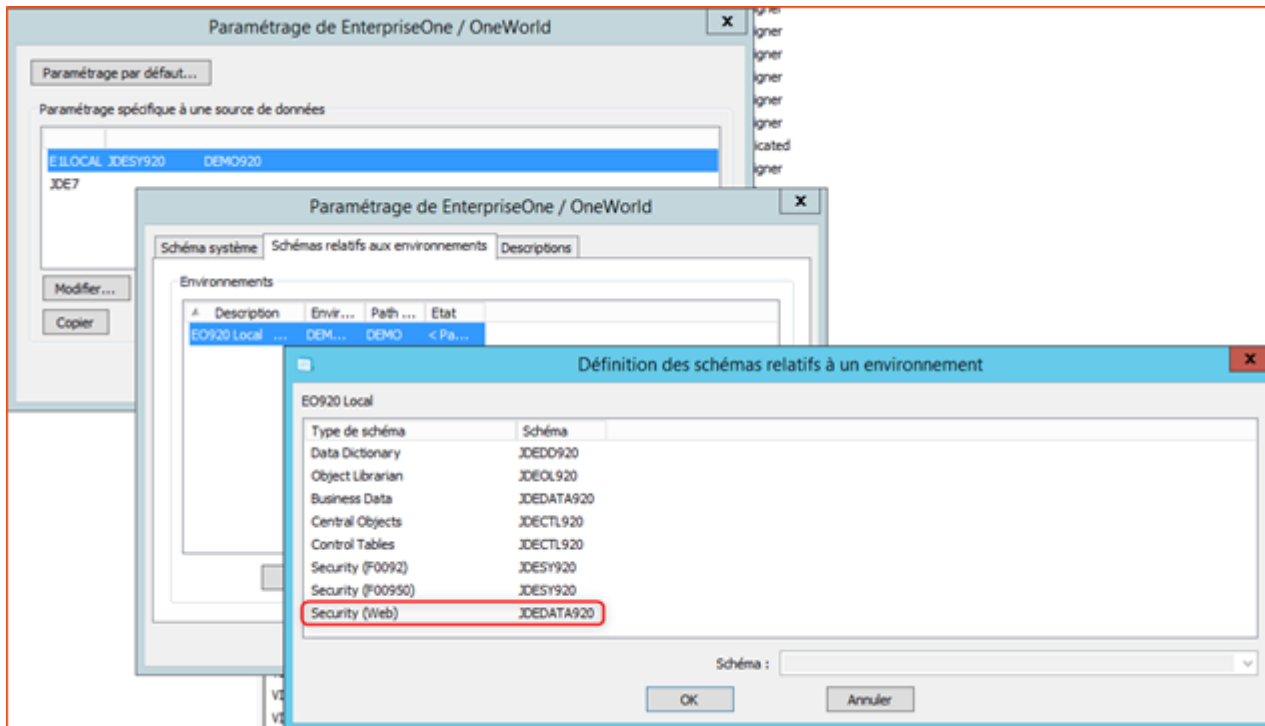 Paramétrage de EnterpriseOne / OneWorld
x
igner
igner
igner
igner
igner
icated
igner
Paramétrage par défaut...
Paramétrage spécifique à une source de données
E1LOCAL JDESY920 DEMO920
JDE7
Modifier...
Copier
Paramétrage de EnterpriseOne / OneWorld
x
Schéma système Schémas relatifs aux environnements Descriptions
Environnements
Description Envir... Path ... Etat
EO920 Local ... DEM... DEMO < Pa...
Définition des schémas relatifs à un environnement
x
EO920 Local
Type de schéma Schéma
Data Dictionary JDEDD920
Object Librarian JDEOL920
Business Data JDEDATA920
Central Objects JDECTL920
Control Tables JDECTL920
Security (F0092) JDESY920
Security (F00950) JDESY920
Security (Web) JDEDATA920
Schéma :
OK Annuler